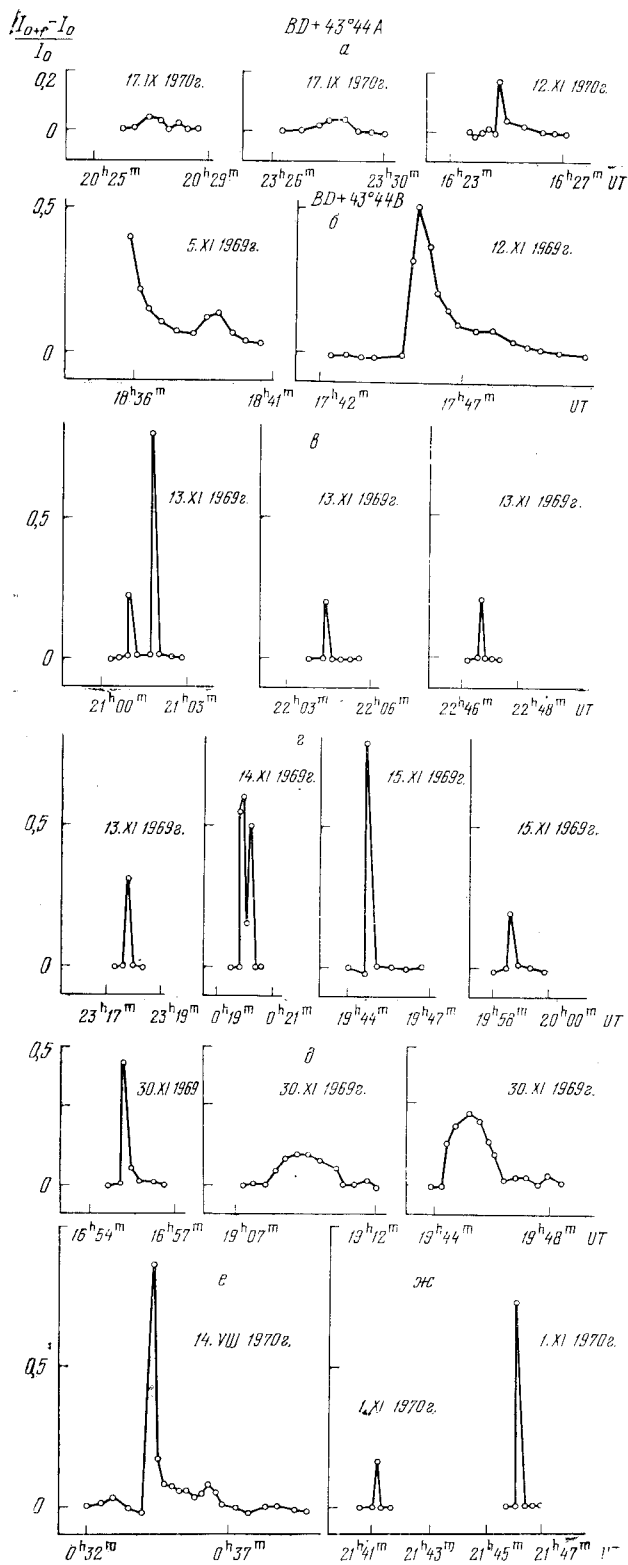 I₀₊f - I₀
I₀
BD + 43°44A
а
0,2
0
17.IX 1970г.
17.IX 1970г.
12.XI 1970г.
20ʰ25ᵐ 20ʰ29ᵐ 23ʰ26ᵐ 23ʰ30ᵐ 16ʰ23ᵐ 16ʰ27ᵐ UT
BD + 43°44B
б
0,5
0
5.XI 1969г.
12.XI 1969г.
18ʰ36ᵐ 18ʰ41ᵐ 17ʰ42ᵐ 17ʰ47ᵐ UT
в
0,5
0
13.XI 1969г.
13.XI 1969г.
13.XI 1969г.
21ʰ00ᵐ 21ʰ03ᵐ 22ʰ03ᵐ 22ʰ06ᵐ 22ʰ46ᵐ 22ʰ48ᵐ UT
г
0,5
0
13.XI 1969г.
14.XI 1969г.
15.XI 1969г.
15.XI 1969г.
23ʰ17ᵐ 23ʰ19ᵐ 0ʰ19ᵐ 0ʰ21ᵐ 19ʰ44ᵐ 19ʰ47ᵐ 19ʰ56ᵐ 20ʰ00ᵐ UT
д
0,5
0
30.XI 1969
30.XI 1969г.
30.XI 1969г.
16ʰ54ᵐ 16ʰ57ᵐ 19ʰ07ᵐ 19ʰ12ᵐ 19ʰ44ᵐ 19ʰ48ᵐ UT
е
ж
0,5
0
14.VIII 1970г.
1.XI 1970г.
1.XI 1970г.
0ʰ32ᵐ 0ʰ37ᵐ 21ʰ41ᵐ 21ʰ43ᵐ 21ʰ45ᵐ 21ʰ47ᵐ